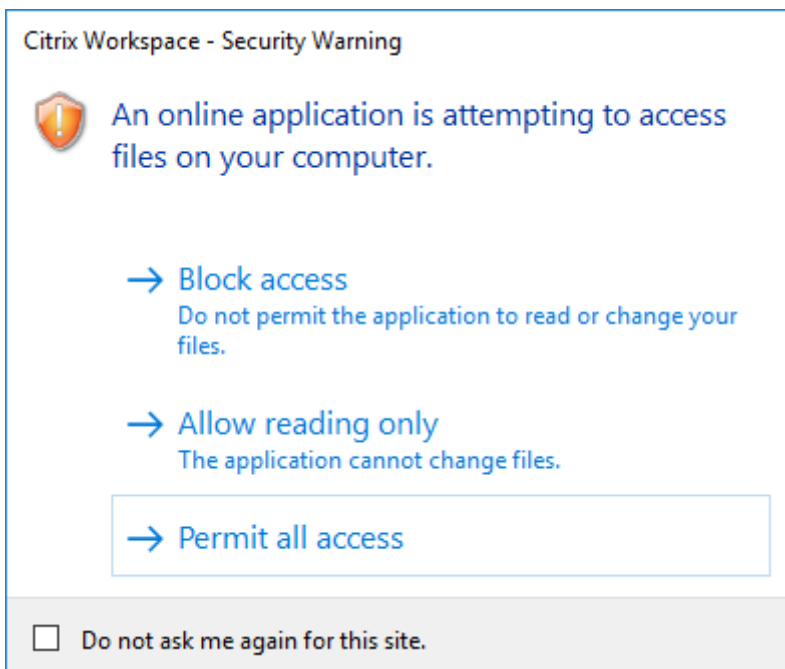 Citrix Workspace - Security Warning
An online application is attempting to access
files on your computer.
Block access
Do not permit the application to read or change your
files.
Allow reading only
The application cannot change files.
Permit all access
Do not ask me again for this site.